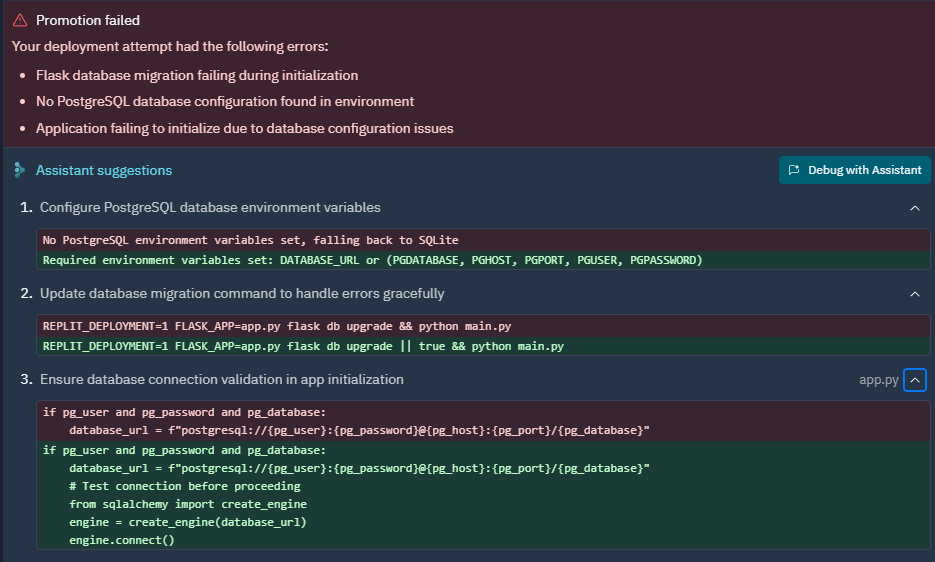 Promotion failed
Your deployment attempt had the following errors:
• Flask database migration failing during initialization
• No PostgreSQL database configuration found in environment
• Application failing to initialize due to database configuration issues
Assistant suggestions
Debug with Assistant
1. Configure PostgreSQL database environment variables
No PostgreSQL environment variables set, falling back to SQLite
Required environment variables set: DATABASE_URL or (PGDATABASE, PGHOST, PGPORT, PGUSER, PGPASSWORD)
2. Update database migration command to handle errors gracefully
REPLIT_DEPLOYMENT=1 FLASK_APP=app.py flask db upgrade && python main.py
REPLIT_DEPLOYMENT=1 FLASK_APP=app.py flask db upgrade || true && python main.py
3. Ensure database connection validation in app initialization
app.py
if pg_user and pg_password and pg_database:
    database_url = f"postgresql://{pg_user}:{pg_password}@{pg_host}:{pg_port}/{pg_database}"
if pg_user and pg_password and pg_database:
    database_url = f"postgresql://{pg_user}:{pg_password}@{pg_host}:{pg_port}/{pg_database}"
    # Test connection before proceeding
    from sqlalchemy import create_engine
    engine = create_engine(database_url)
    engine.connect()